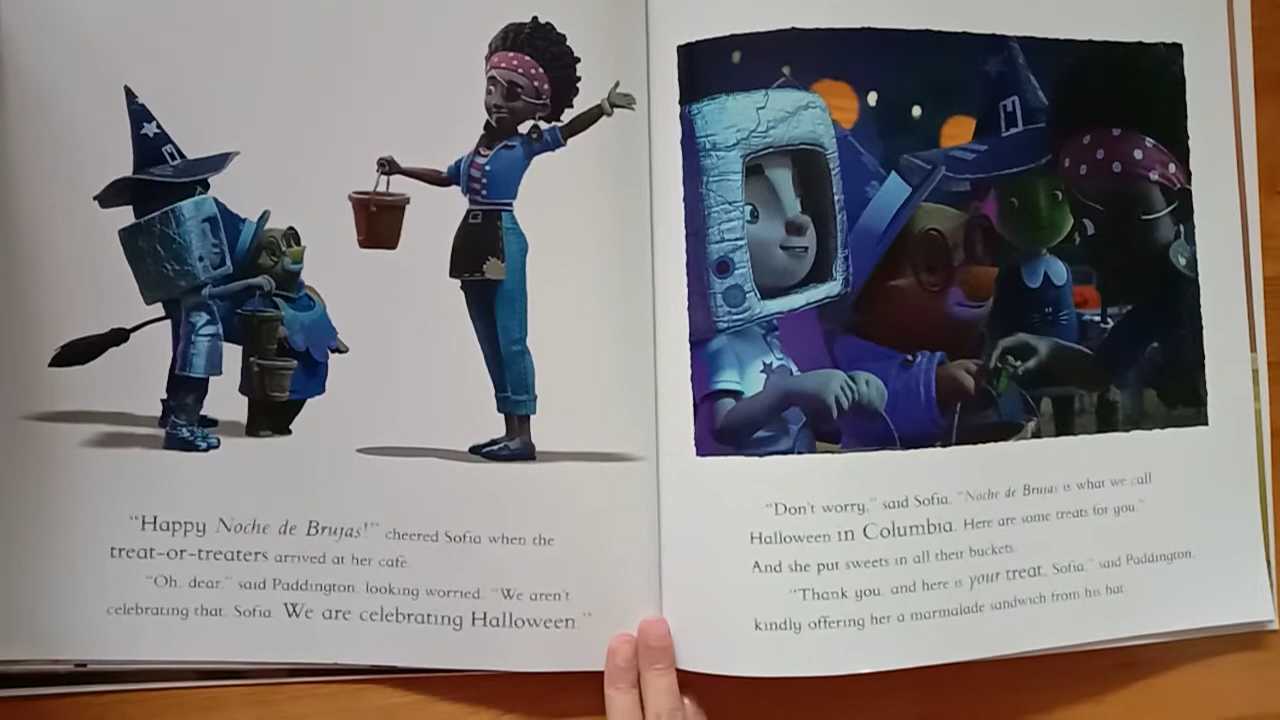 “Happy Noche de Brujas!” cheered Sofia when the
treat-or-treaters arrived at her cafe.
“Oh, dear,” said Paddington, looking worried. “We aren't
celebrating that, Sofia. We are celebrating Halloween.”
“Don't worry,” said Sofia. “Noche de Brujas is what we call
Halloween in Columbia. Here are some treats for you.”
And she put sweets in all their buckets.
“Thank you, and here is your treat, Sofia,” said Paddington,
kindly offering her a marmalade sandwich from his hat.